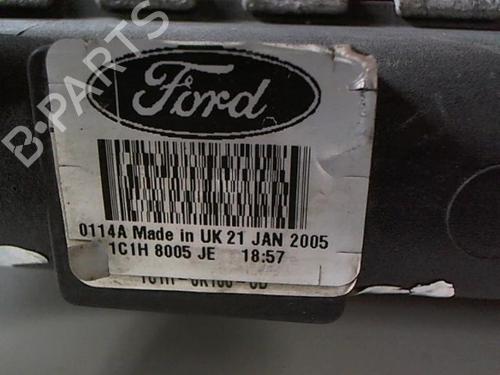 B-PARTS
Ford
0114A Made in UK 21 JAN 2005
1C1H 8005 JE 18:57